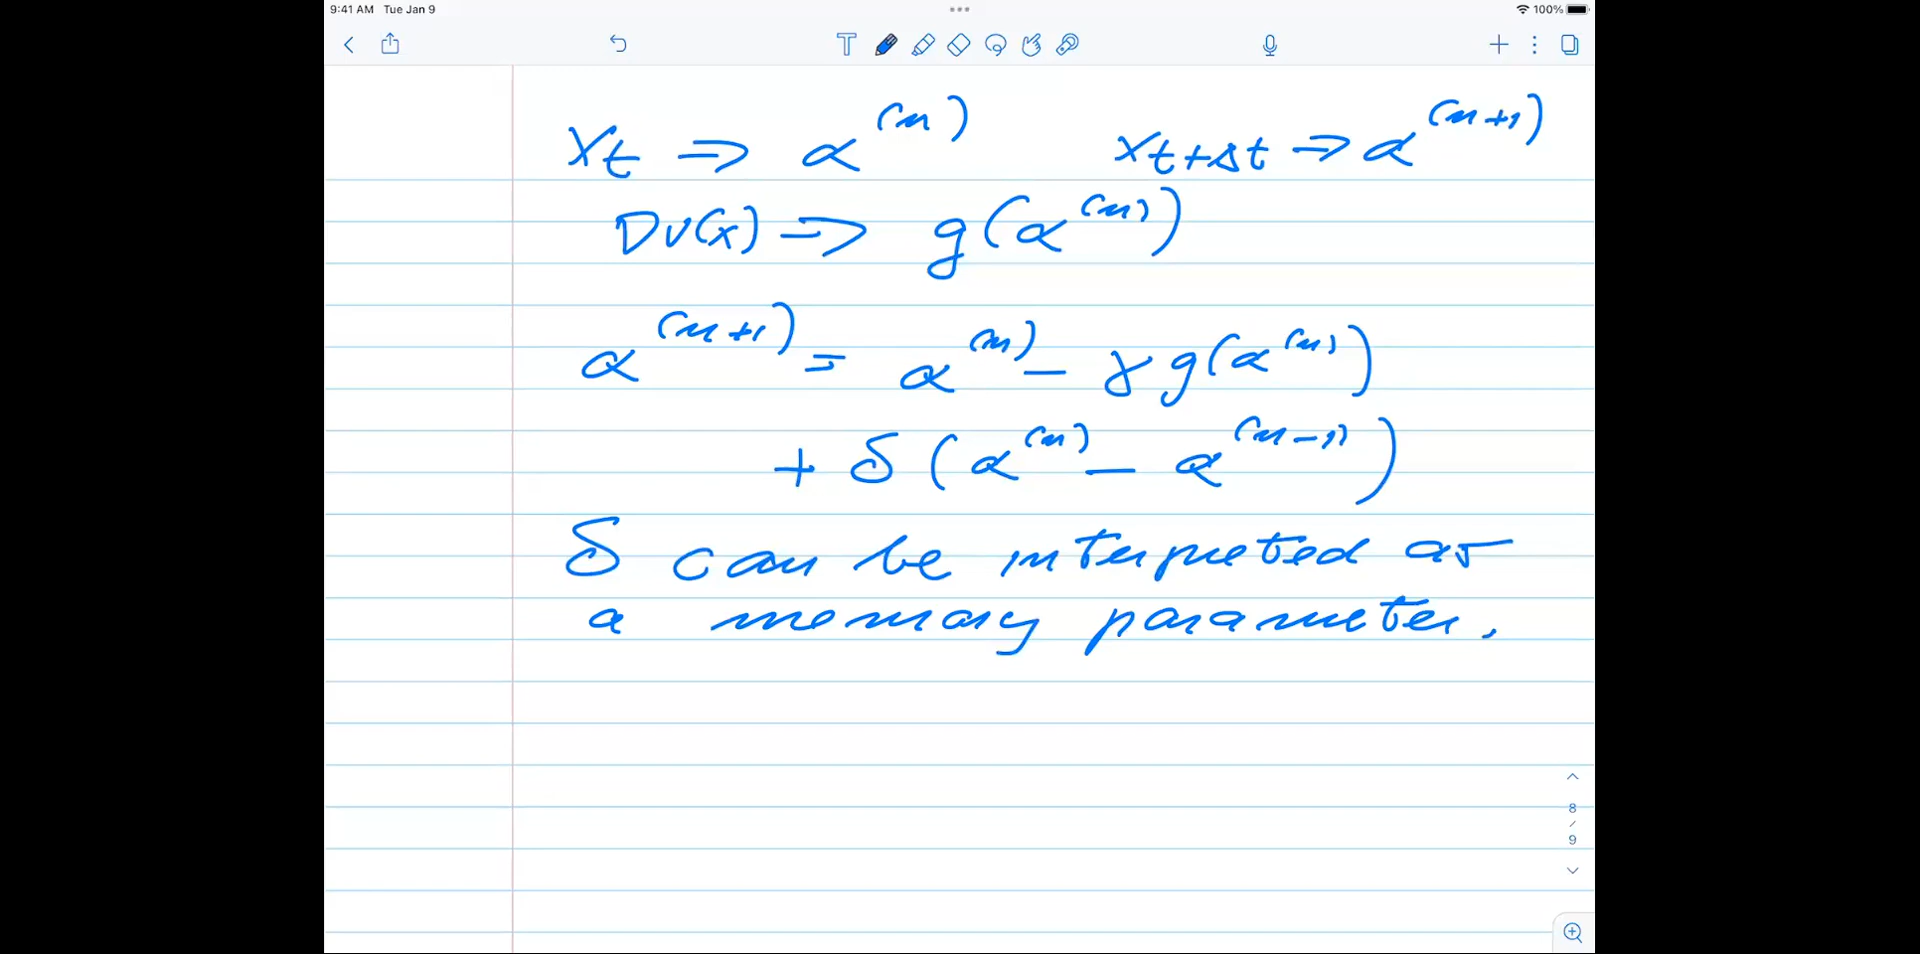 9:41 AM Tue Jan 9 100%
x_t ⇒ α^(n) x_{t+Δt} ⇒ α^(n+1)
DV(x) ⇒ g(α^(n))
α^(n+1) = α^(n) - γ g(α^(n))
+ δ (α^(n) - α^(n-1))
δ can be interpreted as
a memory parameter.
8
/
9